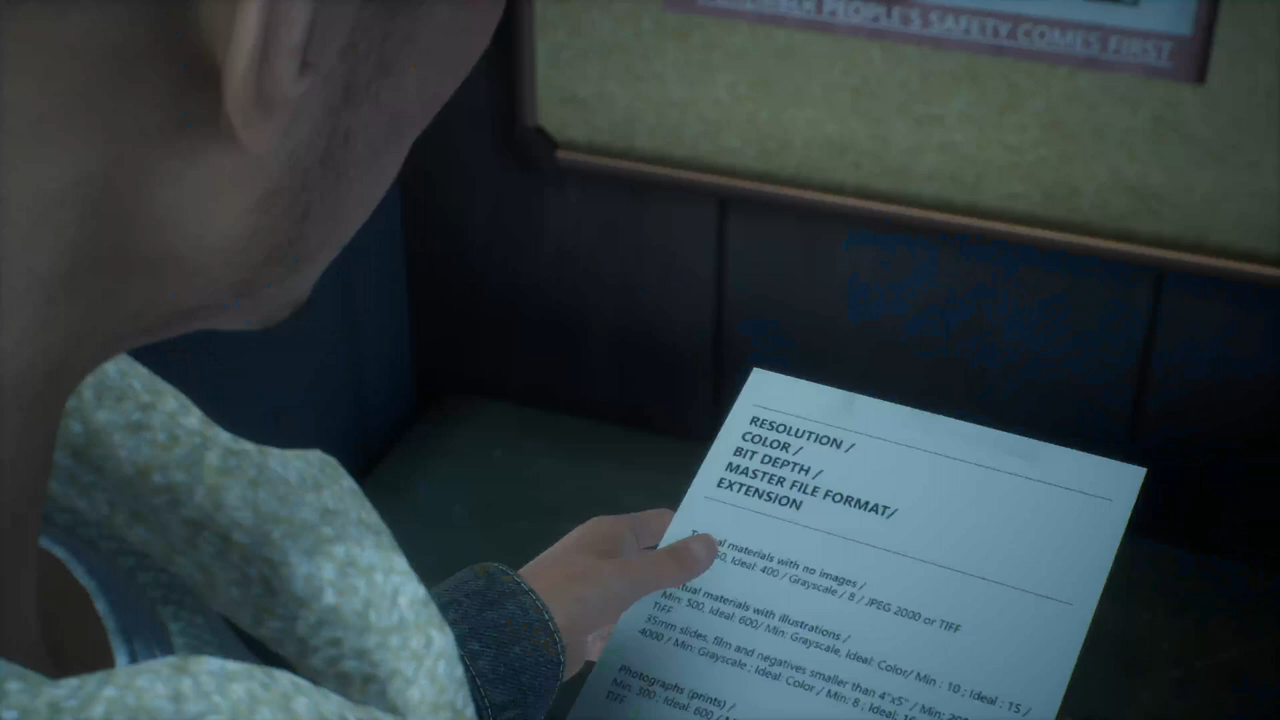 PEOPLE'S SAFETY COMES FIRST
RESOLUTION /
COLOR /
BIT DEPTH /
MASTER FILE FORMAT/
EXTENSION
materials with no images /
Ideal: 400 / Grayscale / 8 / JPEG 2000 or TIFF
materials with illustrations /
Min: 500, Ideal: 600/ Min: Grayscale, Ideal: Color/ Min : 10 ; Ideal : 15 /
TIFF
35mm slides, film and negatives smaller than 4"x5" / Min:
4000 / Min: Grayscale ; Ideal: Color / Min: 8 ; Ideal:
Photographs (prints) /
Min. 500 : Ideal: 600 /
TIFF